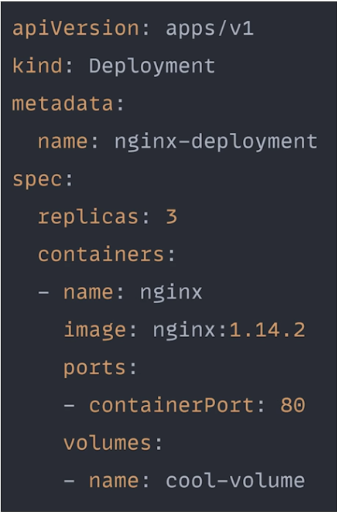 apiVersion: apps/v1
kind: Deployment
metadata:
  name: nginx-deployment
spec:
  replicas: 3
  containers:
  - name: nginx
    image: nginx:1.14.2
    ports:
    - containerPort: 80
    volumes:
    - name: cool-volume